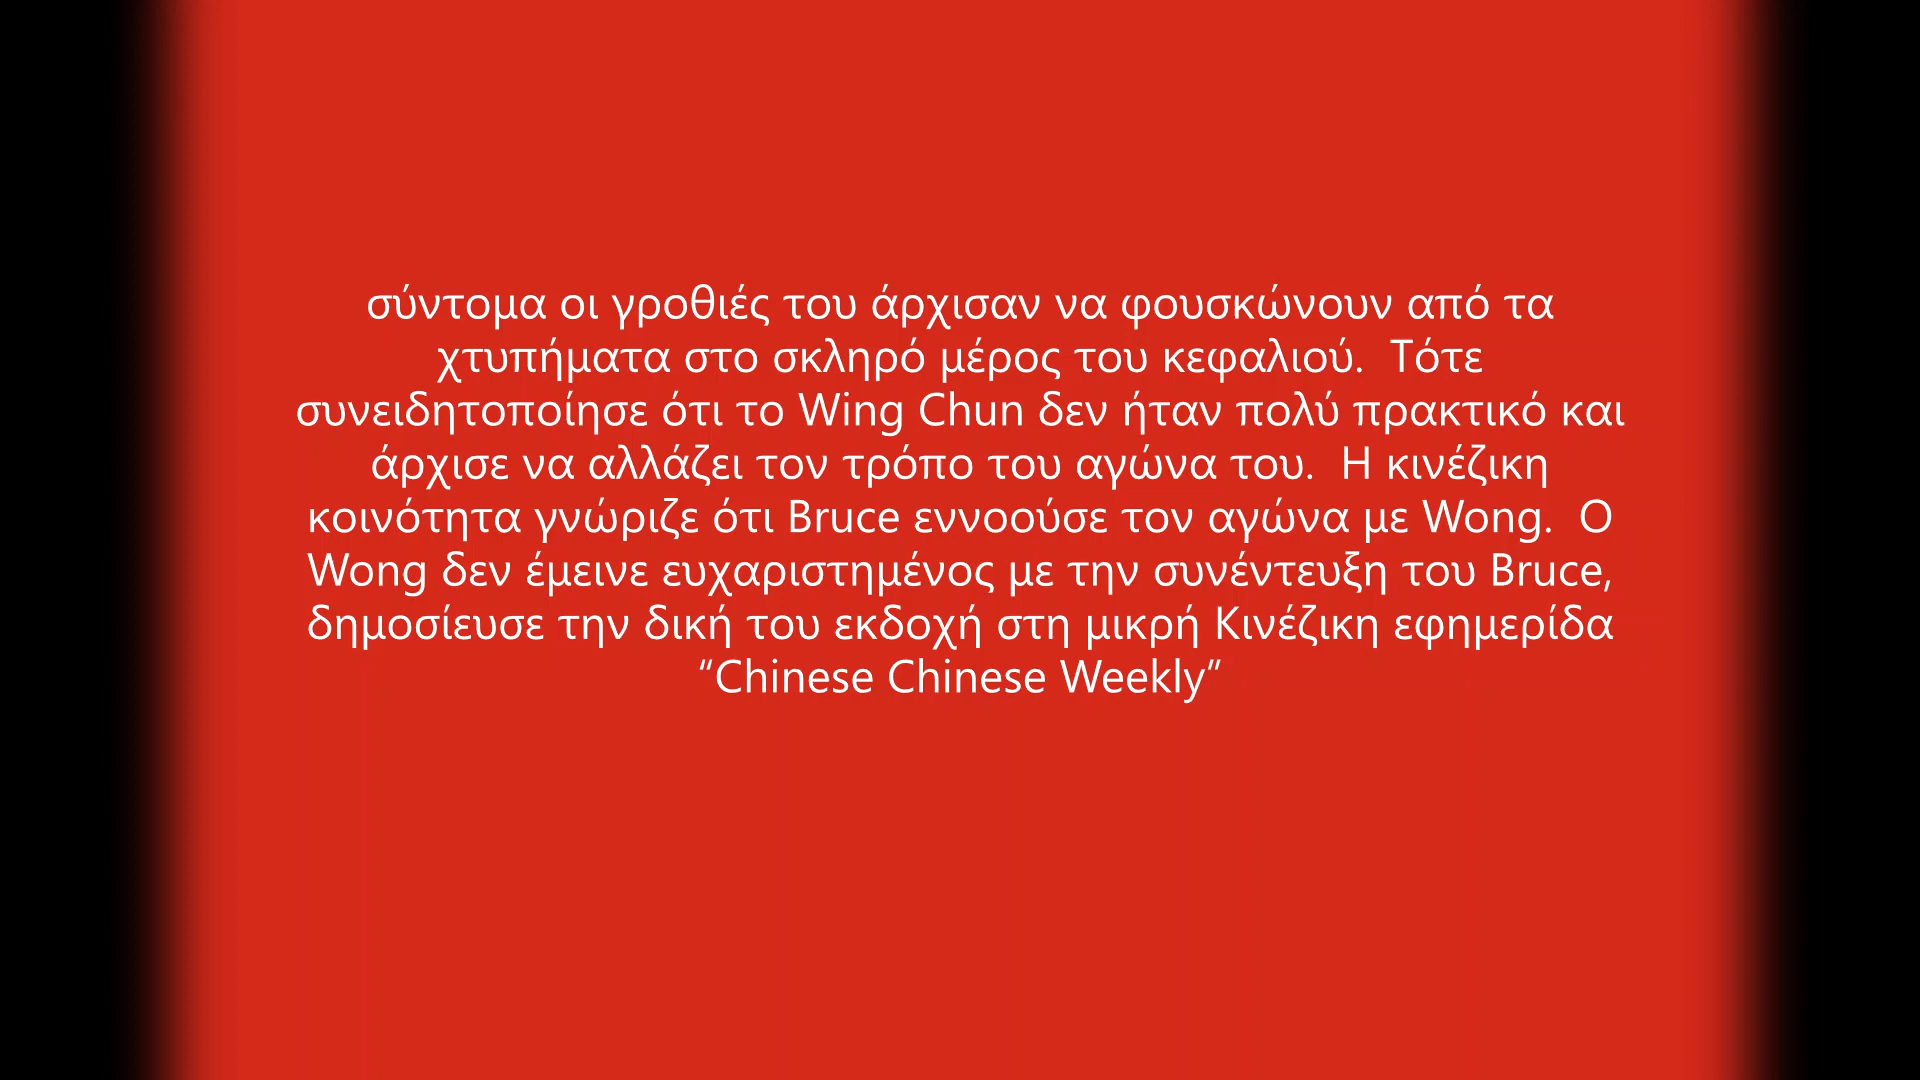 σύντομα οι γροθιές του άρχισαν να φουσκώνουν από τα
χτυπήματα στο σκληρό μέρος του κεφαλιού.  Τότε
συνειδητοποίησε ότι το Wing Chun δεν ήταν πολύ πρακτικό και
άρχισε να αλλάζει τον τρόπο του αγώνα του.  Η κινέζικη
κοινότητα γνώριζε ότι Bruce εννοούσε τον αγώνα με Wong.  Ο
Wong δεν έμεινε ευχαριστημένος με την συνέντευξη του Bruce,
δημοσίευσε την δική του εκδοχή στη μικρή Κινέζικη εφημερίδα
“Chinese Chinese Weekly”